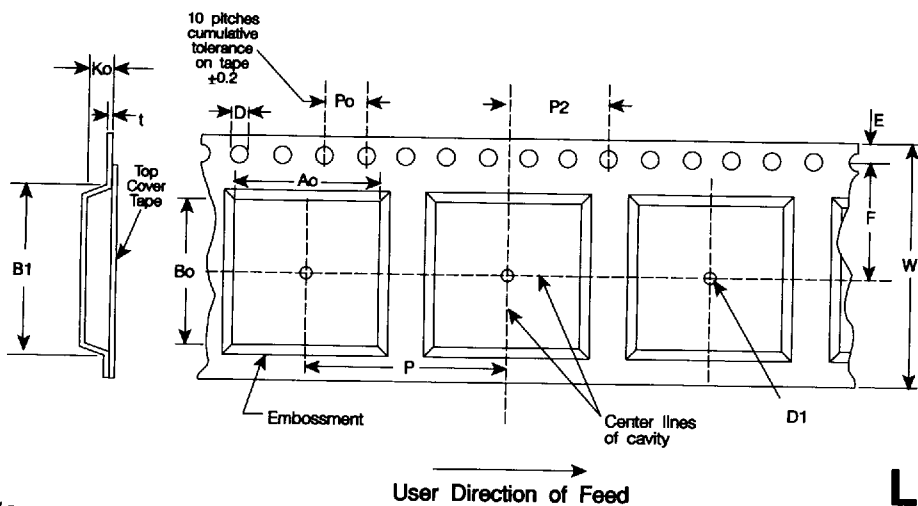 10 pitches
cumulative
tolerance
on tape
±0.2
Ko
t
D
Po
P2
E
Top
Cover
Tape
Ao
F
W
B1
Bo
P
Embossment
Center lines
of cavity
D1
User Direction of Feed
L